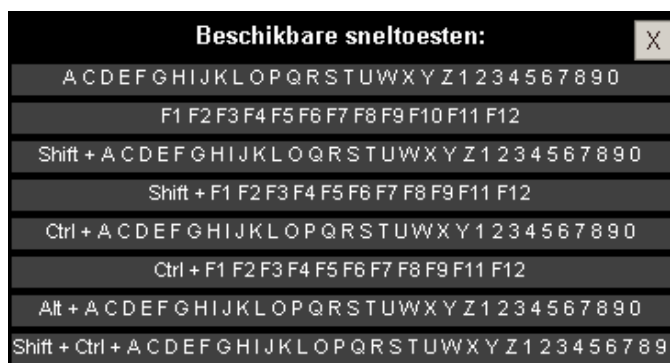 Beschikbare sneltoesten:
X
A C D E F G H I J K L O P Q R S T U W X Y Z 1 2 3 4 5 6 7 8 9 0
F1 F2 F3 F4 F5 F6 F7 F8 F9 F10 F11 F12
Shift + A C D E F G H I J K L O Q R S T U W X Y Z 1 2 3 4 5 6 7 8 9 0
Shift + F1 F2 F3 F4 F5 F6 F7 F8 F9 F11 F12
Ctrl + A C D E F G H I J K L O P Q R S T U W X Y 1 2 3 4 5 6 7 8 9 0
Ctrl + F1 F2 F3 F4 F5 F6 F7 F8 F9 F11 F12
Alt + A C D E F G H I J K L O P Q R S T U W X Y Z 1 2 3 4 5 6 7 8 9 0
Shift + Ctrl + A C D E F G H I J K L O P Q R S T U W X Y Z 1 2 3 4 5 6 7 8 9